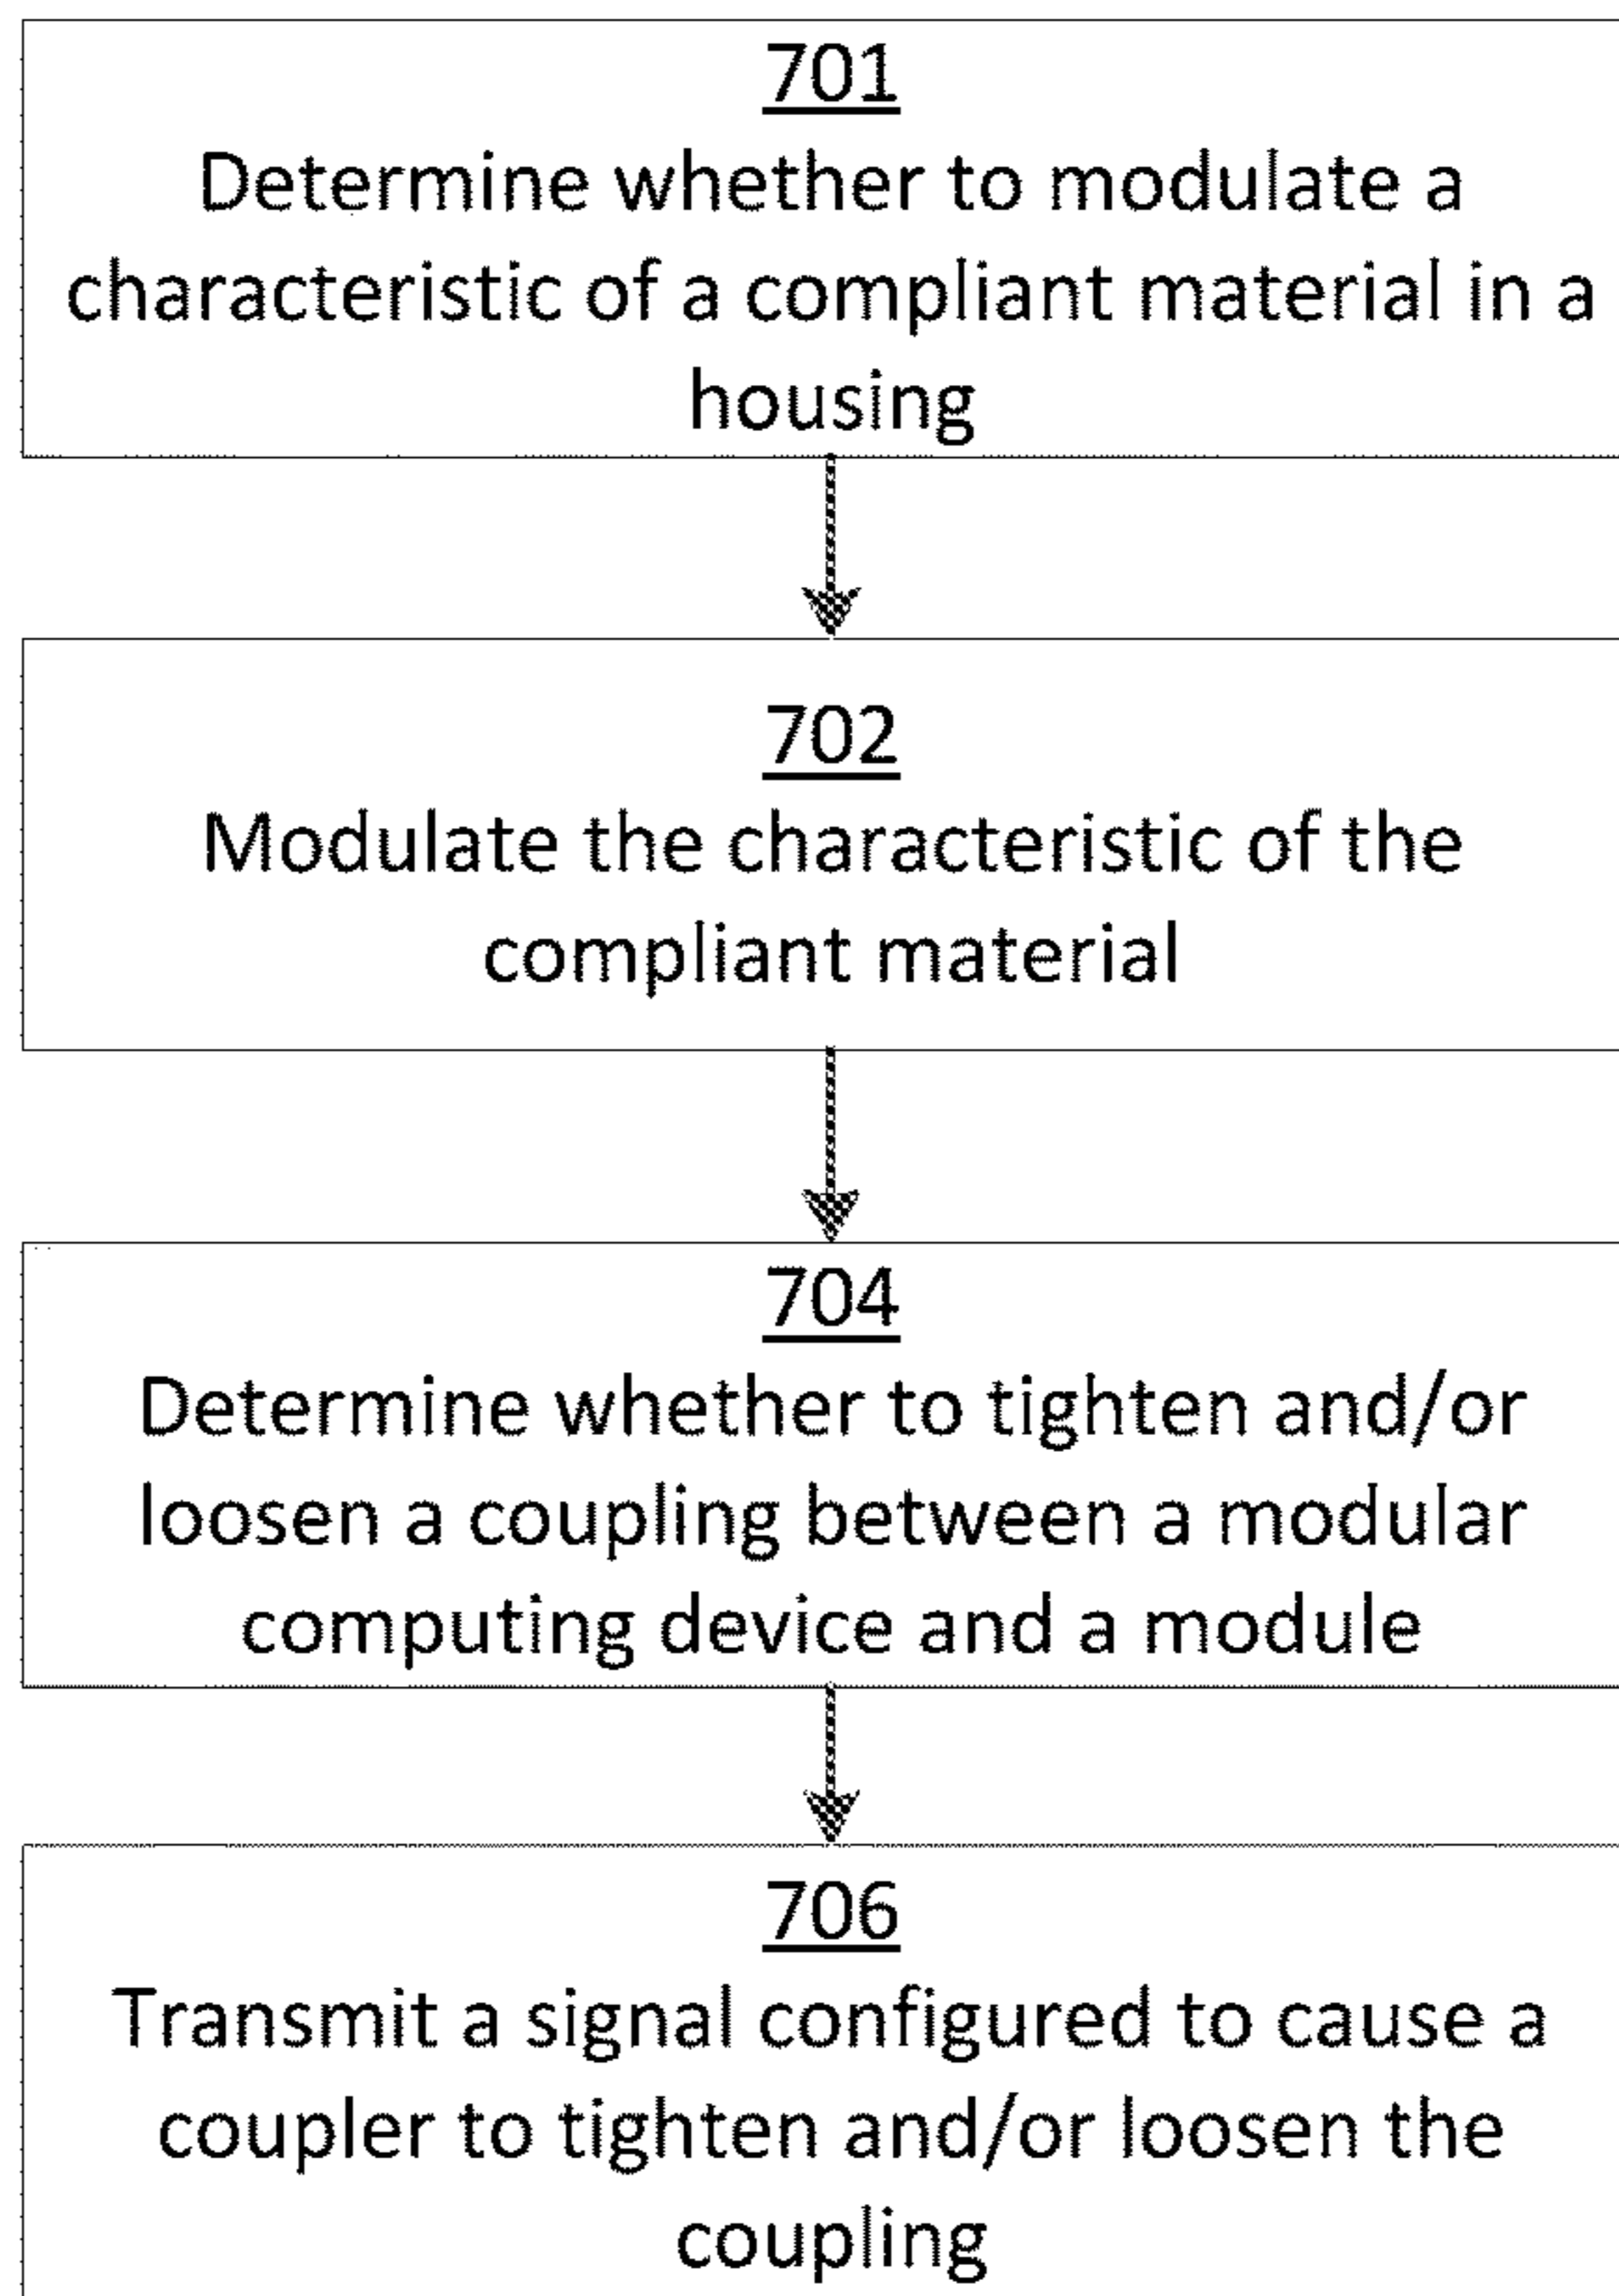 701
Determine whether to modulate a
characteristic of a compliant material in a
housing
702
Modulate the characteristic of the
compliant material
704
Determine whether to tighten and/or
loosen a coupling between a modular
computing device and a module
706
Transmit a signal configured to cause a
coupler to tighten and/or loosen the
coupling